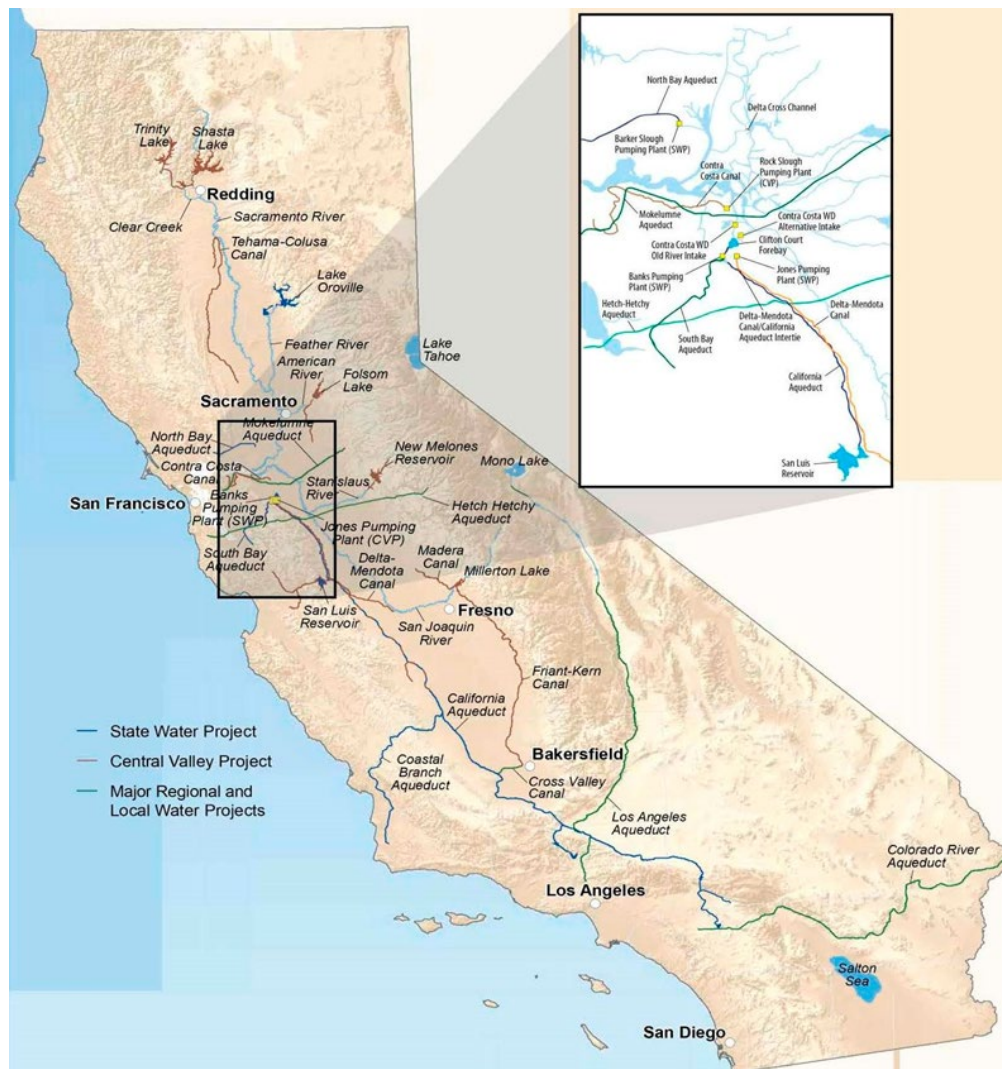 North Bay Aqueduct
Delta Cross Channel
Barker Slough
Pumping Plant (SWP)
Contra
Costa
Canal
Rock Slough
Pumping Plant
(CVP)
Mokelumne
Aqueduct
Contra Costa WD
Alternative Intake
Contra Costa WD
Old River Intake
Clifton Court
Forebay
Banks Pumping
Plant (SWP)
Jones Pumping
Plant (SWP)
Hetch-Hetchy
Aqueduct
South Bay
Aqueduct
Delta-Mendota
Canal/California
Aqueduct Intertie
Delta-Mendota
Canal
California
Aqueduct
San Luis
Reservoir
Trinity
Lake
Shasta
Lake
Redding
Clear Creek
Sacramento River
Tehama-Colusa
Canal
Lake
Oroville
Feather River
American
River
Folsom
Lake
Lake
Tahoe
Sacramento
Mokelumne
Aqueduct
North Bay
Aqueduct
Contra Costa
Canal
New Melones
Reservoir
Mono Lake
Stanislaus
River
San Francisco
Banks
Pumping
Plant (SWP)
Hetch Hetchy
Aqueduct
Jones Pumping
Plant (CVP)
South Bay
Aqueduct
Delta-
Mendota
Canal
Madera
Canal
Millerton Lake
San Luis
Reservoir
San Joaquin
River
Fresno
Friant-Kern
Canal
California
Aqueduct
State Water Project
Central Valley Project
Major Regional and
Local Water Projects
Coastal
Branch
Aqueduct
Bakersfield
Cross Valley
Canal
Los Angeles
Aqueduct
Colorado River
Aqueduct
Los Angeles
Salton
Sea
San Diego